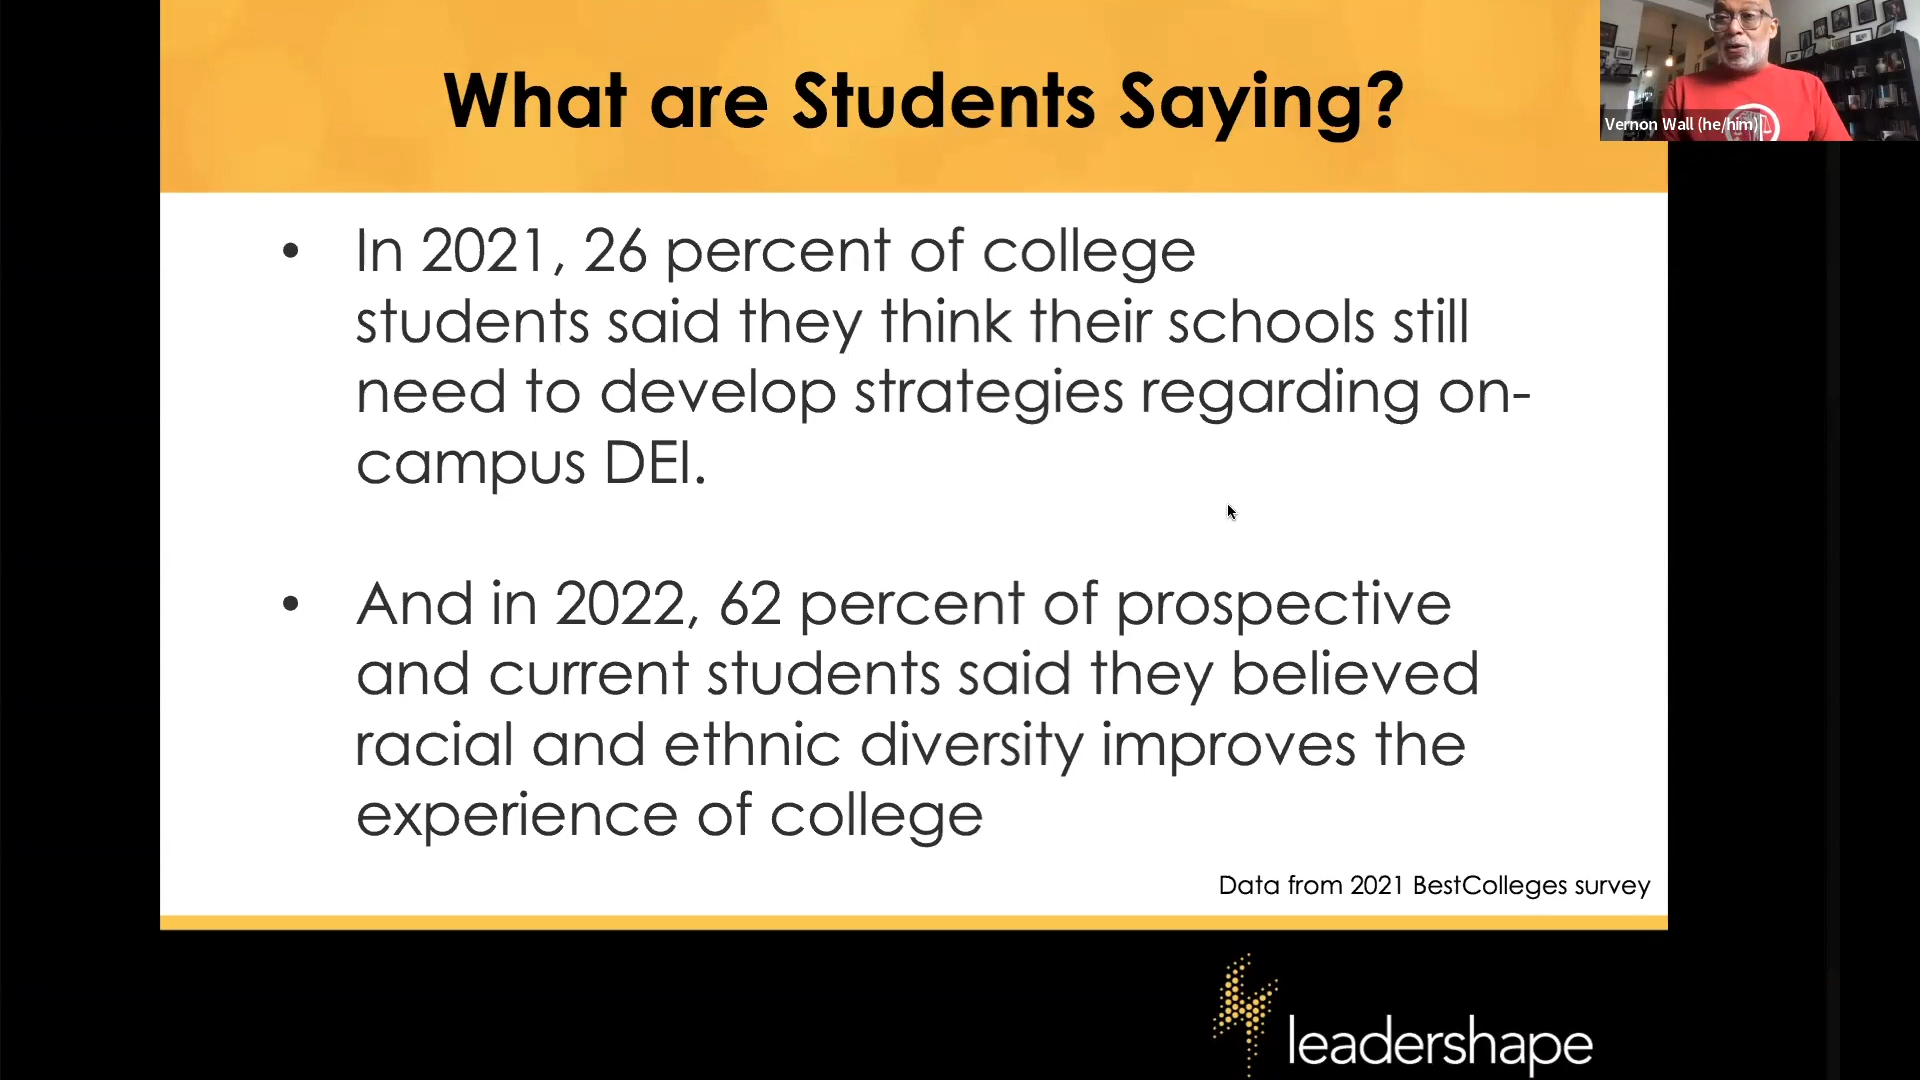 What are Students Saying?
Vernon Wall (he/him)
• In 2021, 26 percent of college
students said they think their schools still
need to develop strategies regarding on-
campus DEI.
• And in 2022, 62 percent of prospective
and current students said they believed
racial and ethnic diversity improves the
experience of college
Data from 2021 BestColleges survey
leadershape